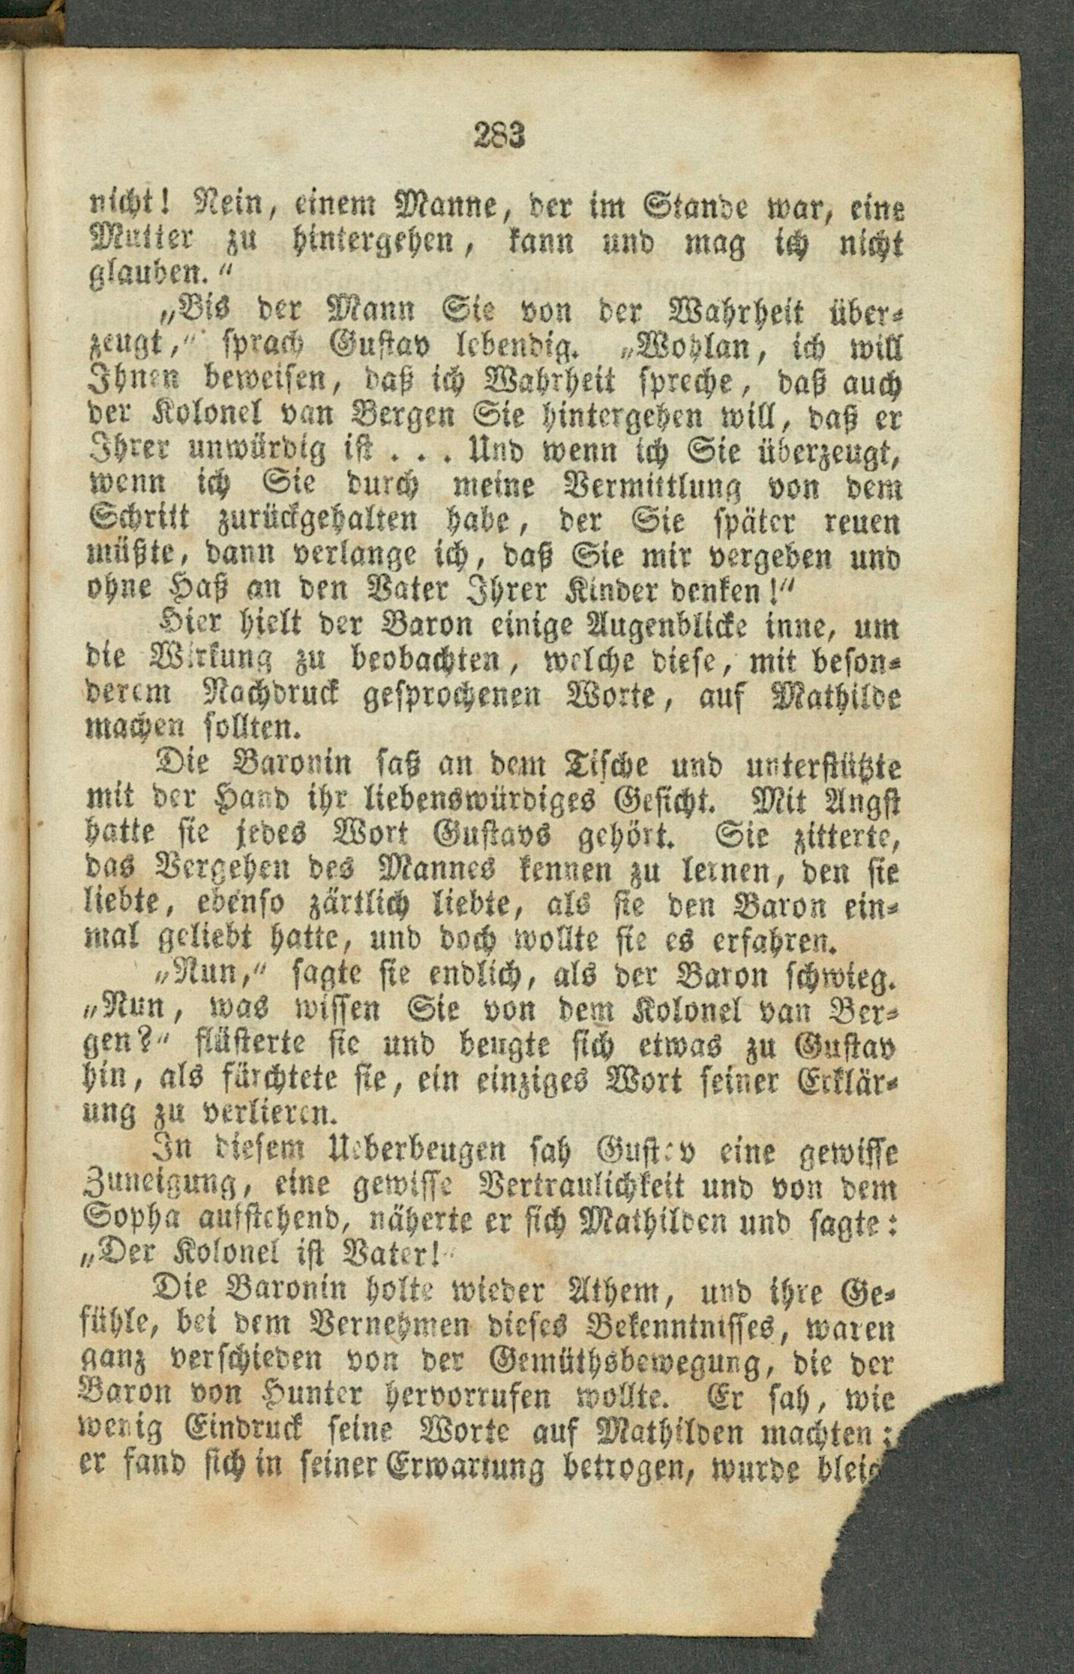 283
nicht! Nein, einem Manne, der im Stande war, eine
Mutter zu hintergehen, kann und mag ich nicht
glauben.“
„Bis der Mann Sie von der Wahrheit über-
zeugt,“ sprach Gustav lebendig. „Wohlan, ich will
Ihnen beweisen, daß ich Wahrheit spreche, daß auch
der Kolonel van Bergen Sie hintergehen will, daß er
Ihrer unwürdig ist . . . Und wenn ich Sie überzeugt,
wenn ich Sie durch meine Vermittlung von dem
Schritt zurückgehalten habe, der Sie später reuen
müßte, dann verlange ich, daß Sie mir vergeben und
ohne Haß an den Vater Ihrer Kinder denken!“
Hier hielt der Baron einige Augenblicke inne, um
die Wirkung zu beobachten, welche diese, mit beson-
derem Nachdruck gesprochenen Worte, auf Mathilde
machen sollten.
Die Baronin saß an dem Tische und unterstützte
mit der Hand ihr liebenswürdiges Gesicht. Mit Angst
hatte sie jedes Wort Gustavs gehört. Sie zitterte,
das Vergehen des Mannes kennen zu lernen, den sie
liebte, ebenso zärtlich liebte, als sie den Baron ein-
mal geliebt hatte, und doch wollte sie es erfahren.
„Nun,“ sagte sie endlich, als der Baron schwieg.
„Nun, was wissen Sie von dem Kolonel van Ber-
gen?“ flüsterte sie und beugte sich etwas zu Gustav
hin, als fürchtete sie, ein einziges Wort seiner Erklär-
ung zu verlieren.
In diesem Ueberbeugen sah Gustav eine gewisse
Zuneigung, eine gewisse Vertraulichkeit und von dem
Sopha aufstehend, näherte er sich Mathilden und sagte:
„Der Kolonel ist Vater!“
Die Baronin holte wieder Athem, und ihre Ge-
fühle, bei dem Vernehmen dieses Bekenntnisses, waren
ganz verschieden von der Gemüthsbewegung, die der
Baron von Hunter hervorrufen wollte. Er sah, wie
wenig Eindruck seine Worte auf Mathilden machten;
er fand sich in seiner Erwartung betrogen, wurde